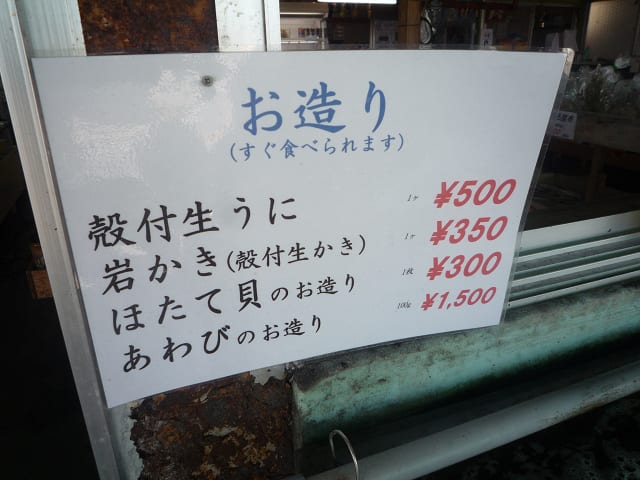 お造り
(すぐ食べられます)
殻付生うに 1ヶ ¥500
岩かき(殻付生かき) 1ヶ ¥350
ほたて貝のお造り 1枚 ¥300
あわびのお造り 100g ¥1,500